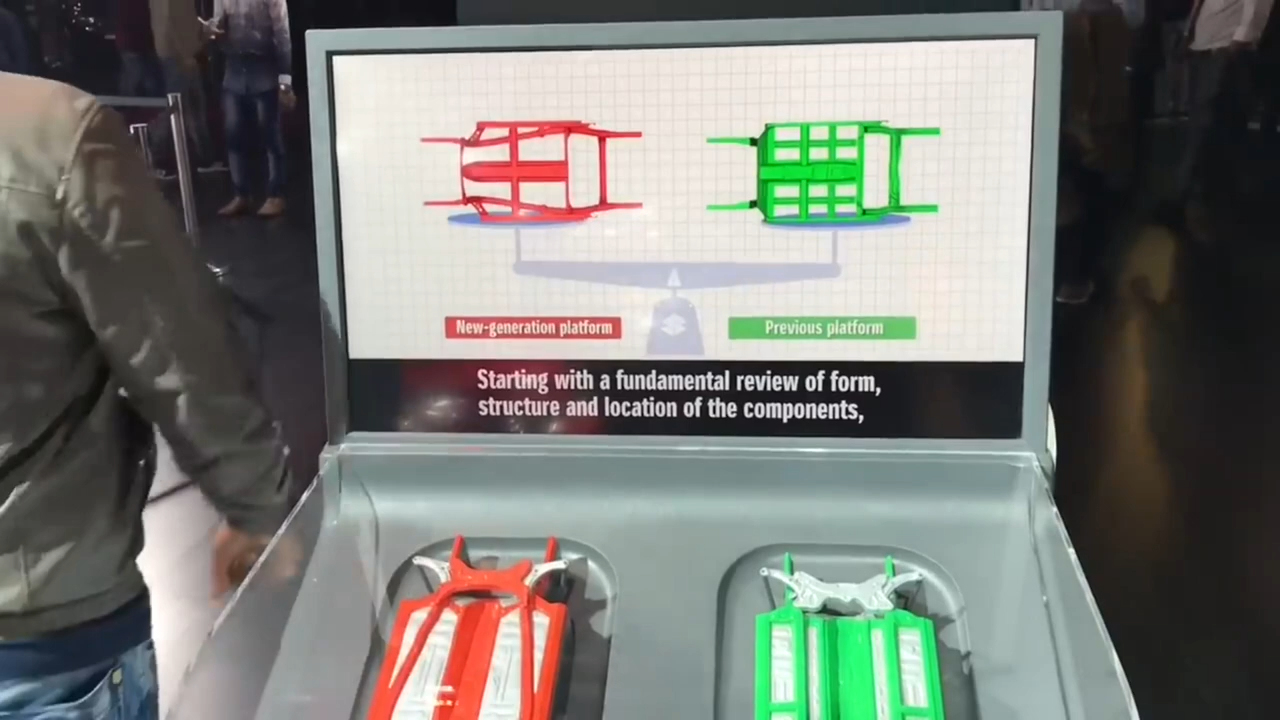 New-generation platform
Previous platform
Starting with a fundamental review of form,
structure and location of the components,